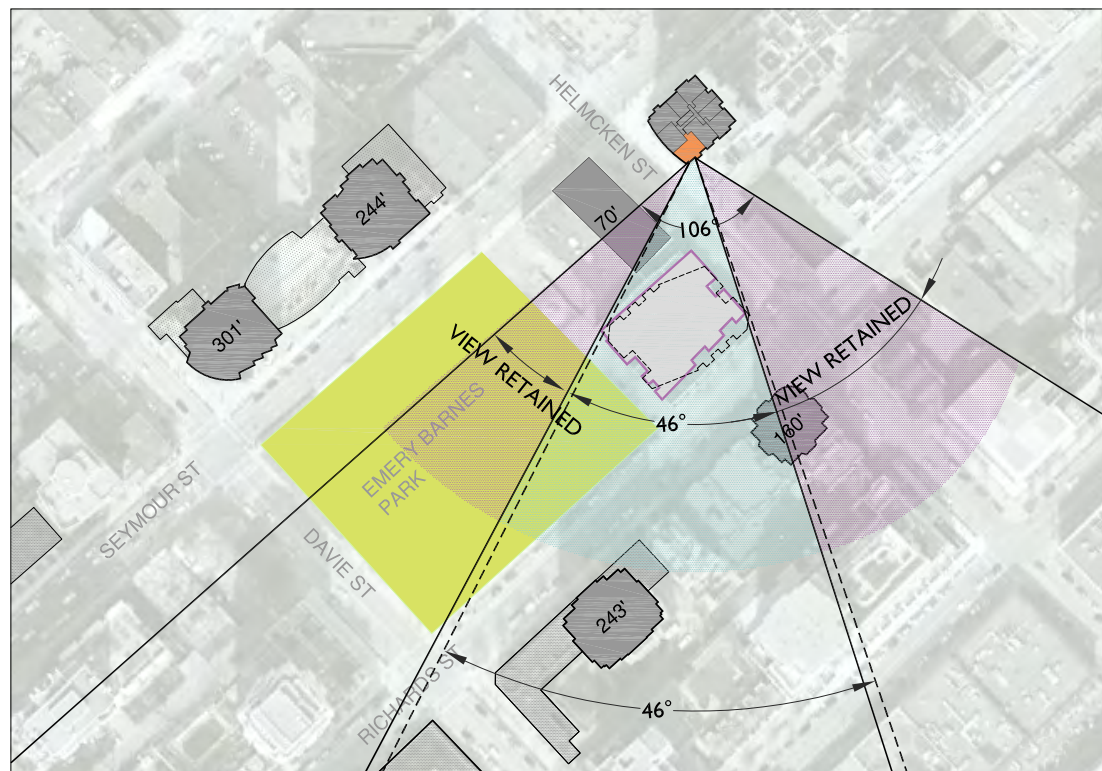 HELMCKEN ST
244'
70'
106°
301'
VIEW RETAINED
VIEW RETAINED
46°
160'
EMERY BARNES
PARK
SEYMOUR ST
DAVIE ST
243'
RICHARDS ST
46°